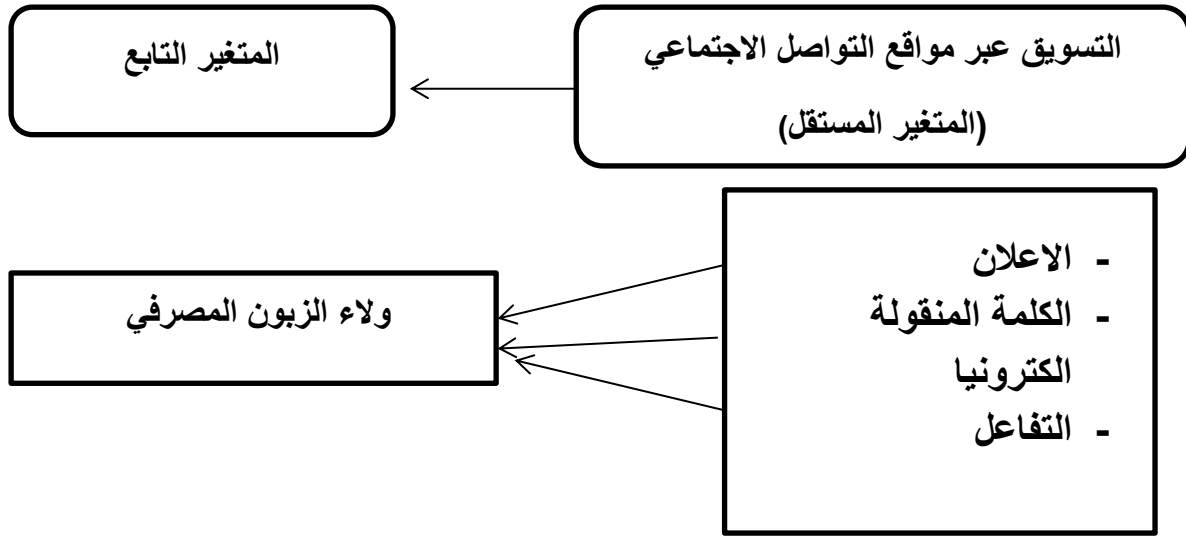 التسويق عبر مواقع التواصل الاجتماعي
(المتغير المستقل)
المتغير التابع
- الاعلان
- الكلمة المنقولة
الكترونيا
- التفاعل
ولاء الزبون المصرفي